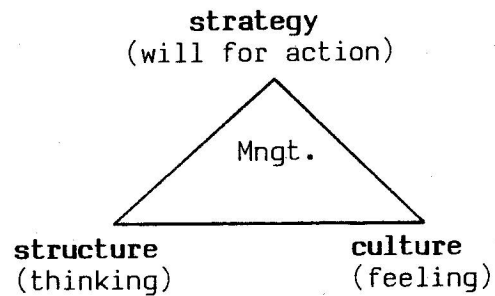 strategy
(will for action)
Mngt.
structure culture
(thinking) (feeling)